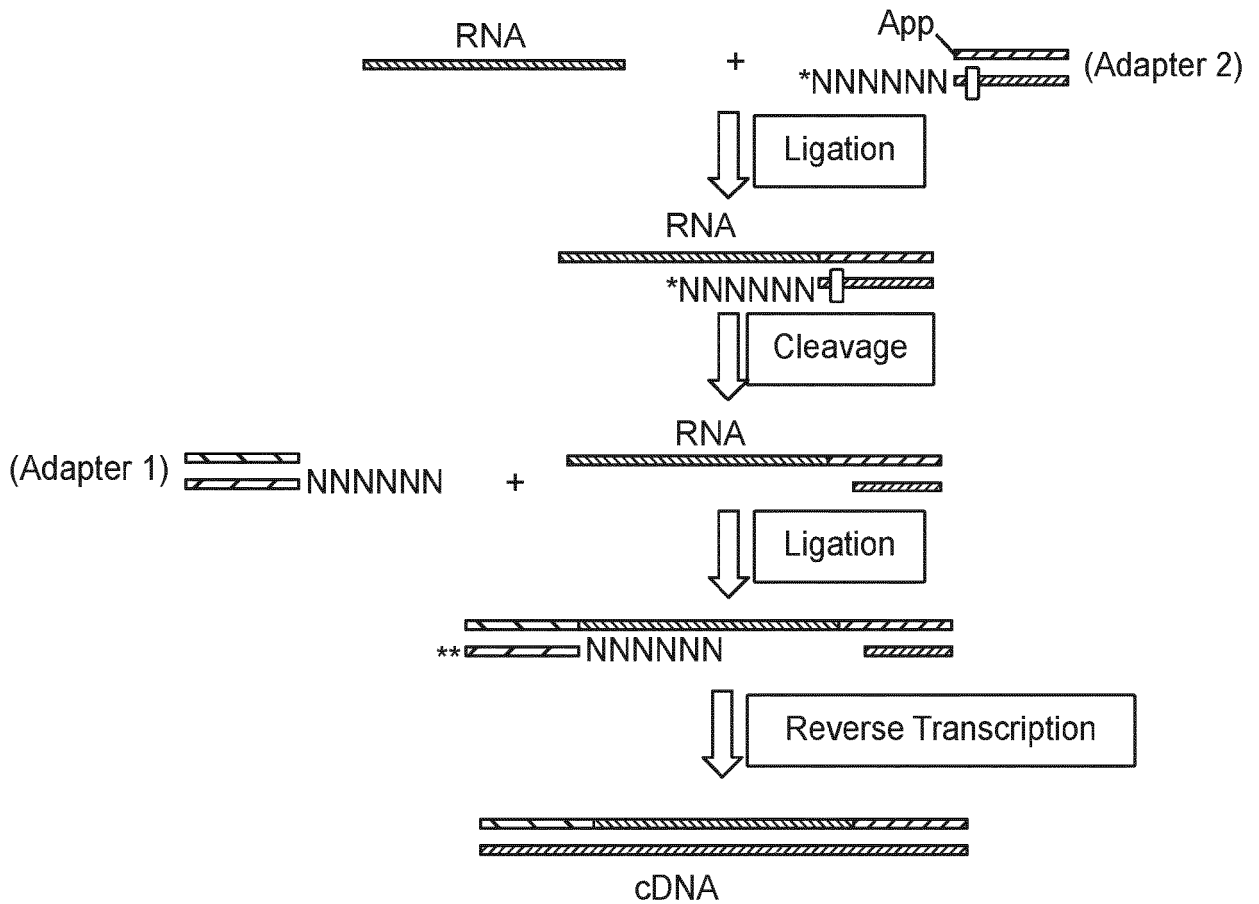 RNA
+
App
(Adapter 2)
*NNNNNN
Ligation
RNA
*NNNNNN
Cleavage
(Adapter 1)
NNNNNN
+
RNA
Ligation
**
NNNNNN
Reverse Transcription
cDNA